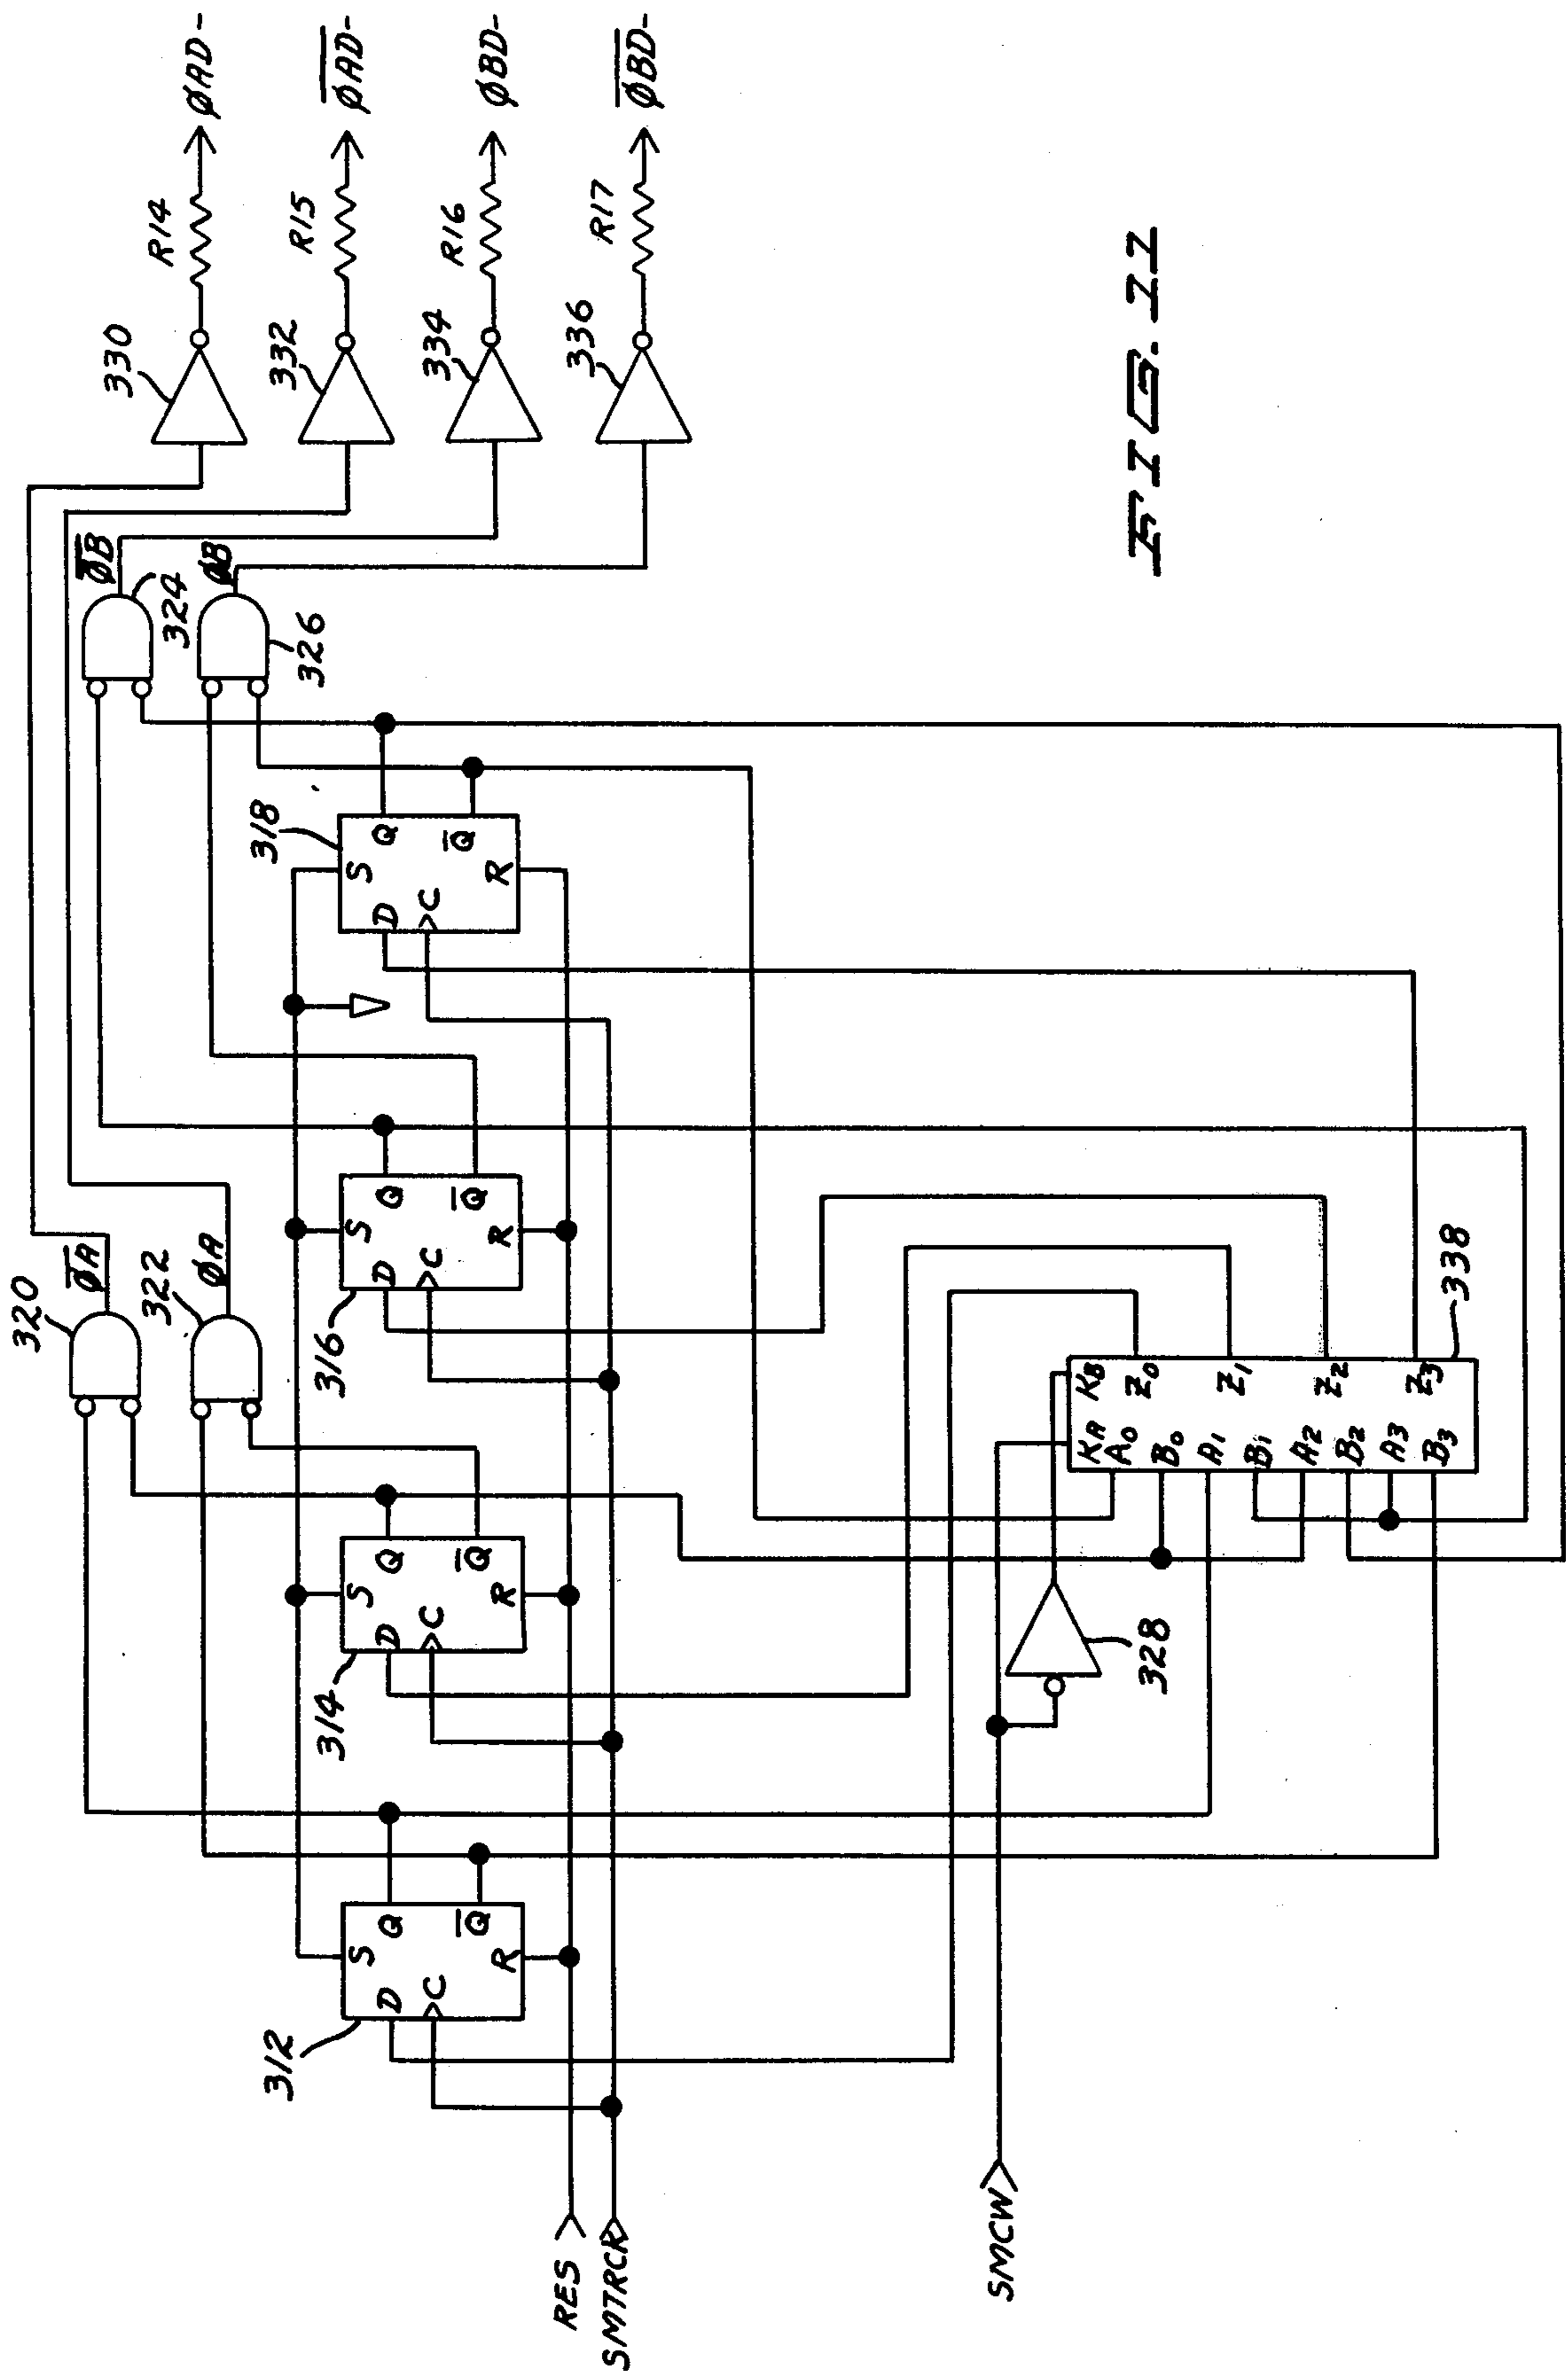 330
R14
ØAD-
332
R15
ØAD-
334
R16
ØBD-
336
R17
ØBD-
320
ØA
322
ØA
ØB
324
ØB
326
312
S
D
Q
C
Q
R
314
S
D
Q
C
Q
R
316
S
D
Q
C
Q
R
318
S
D
Q
C
Q
R
RES
SMTRCK
SMCW
328
KA
KB
A0
Z0
B0
A1
Z1
B1
A2
Z2
B2
A3
Z3
B3
338
FIG. 11